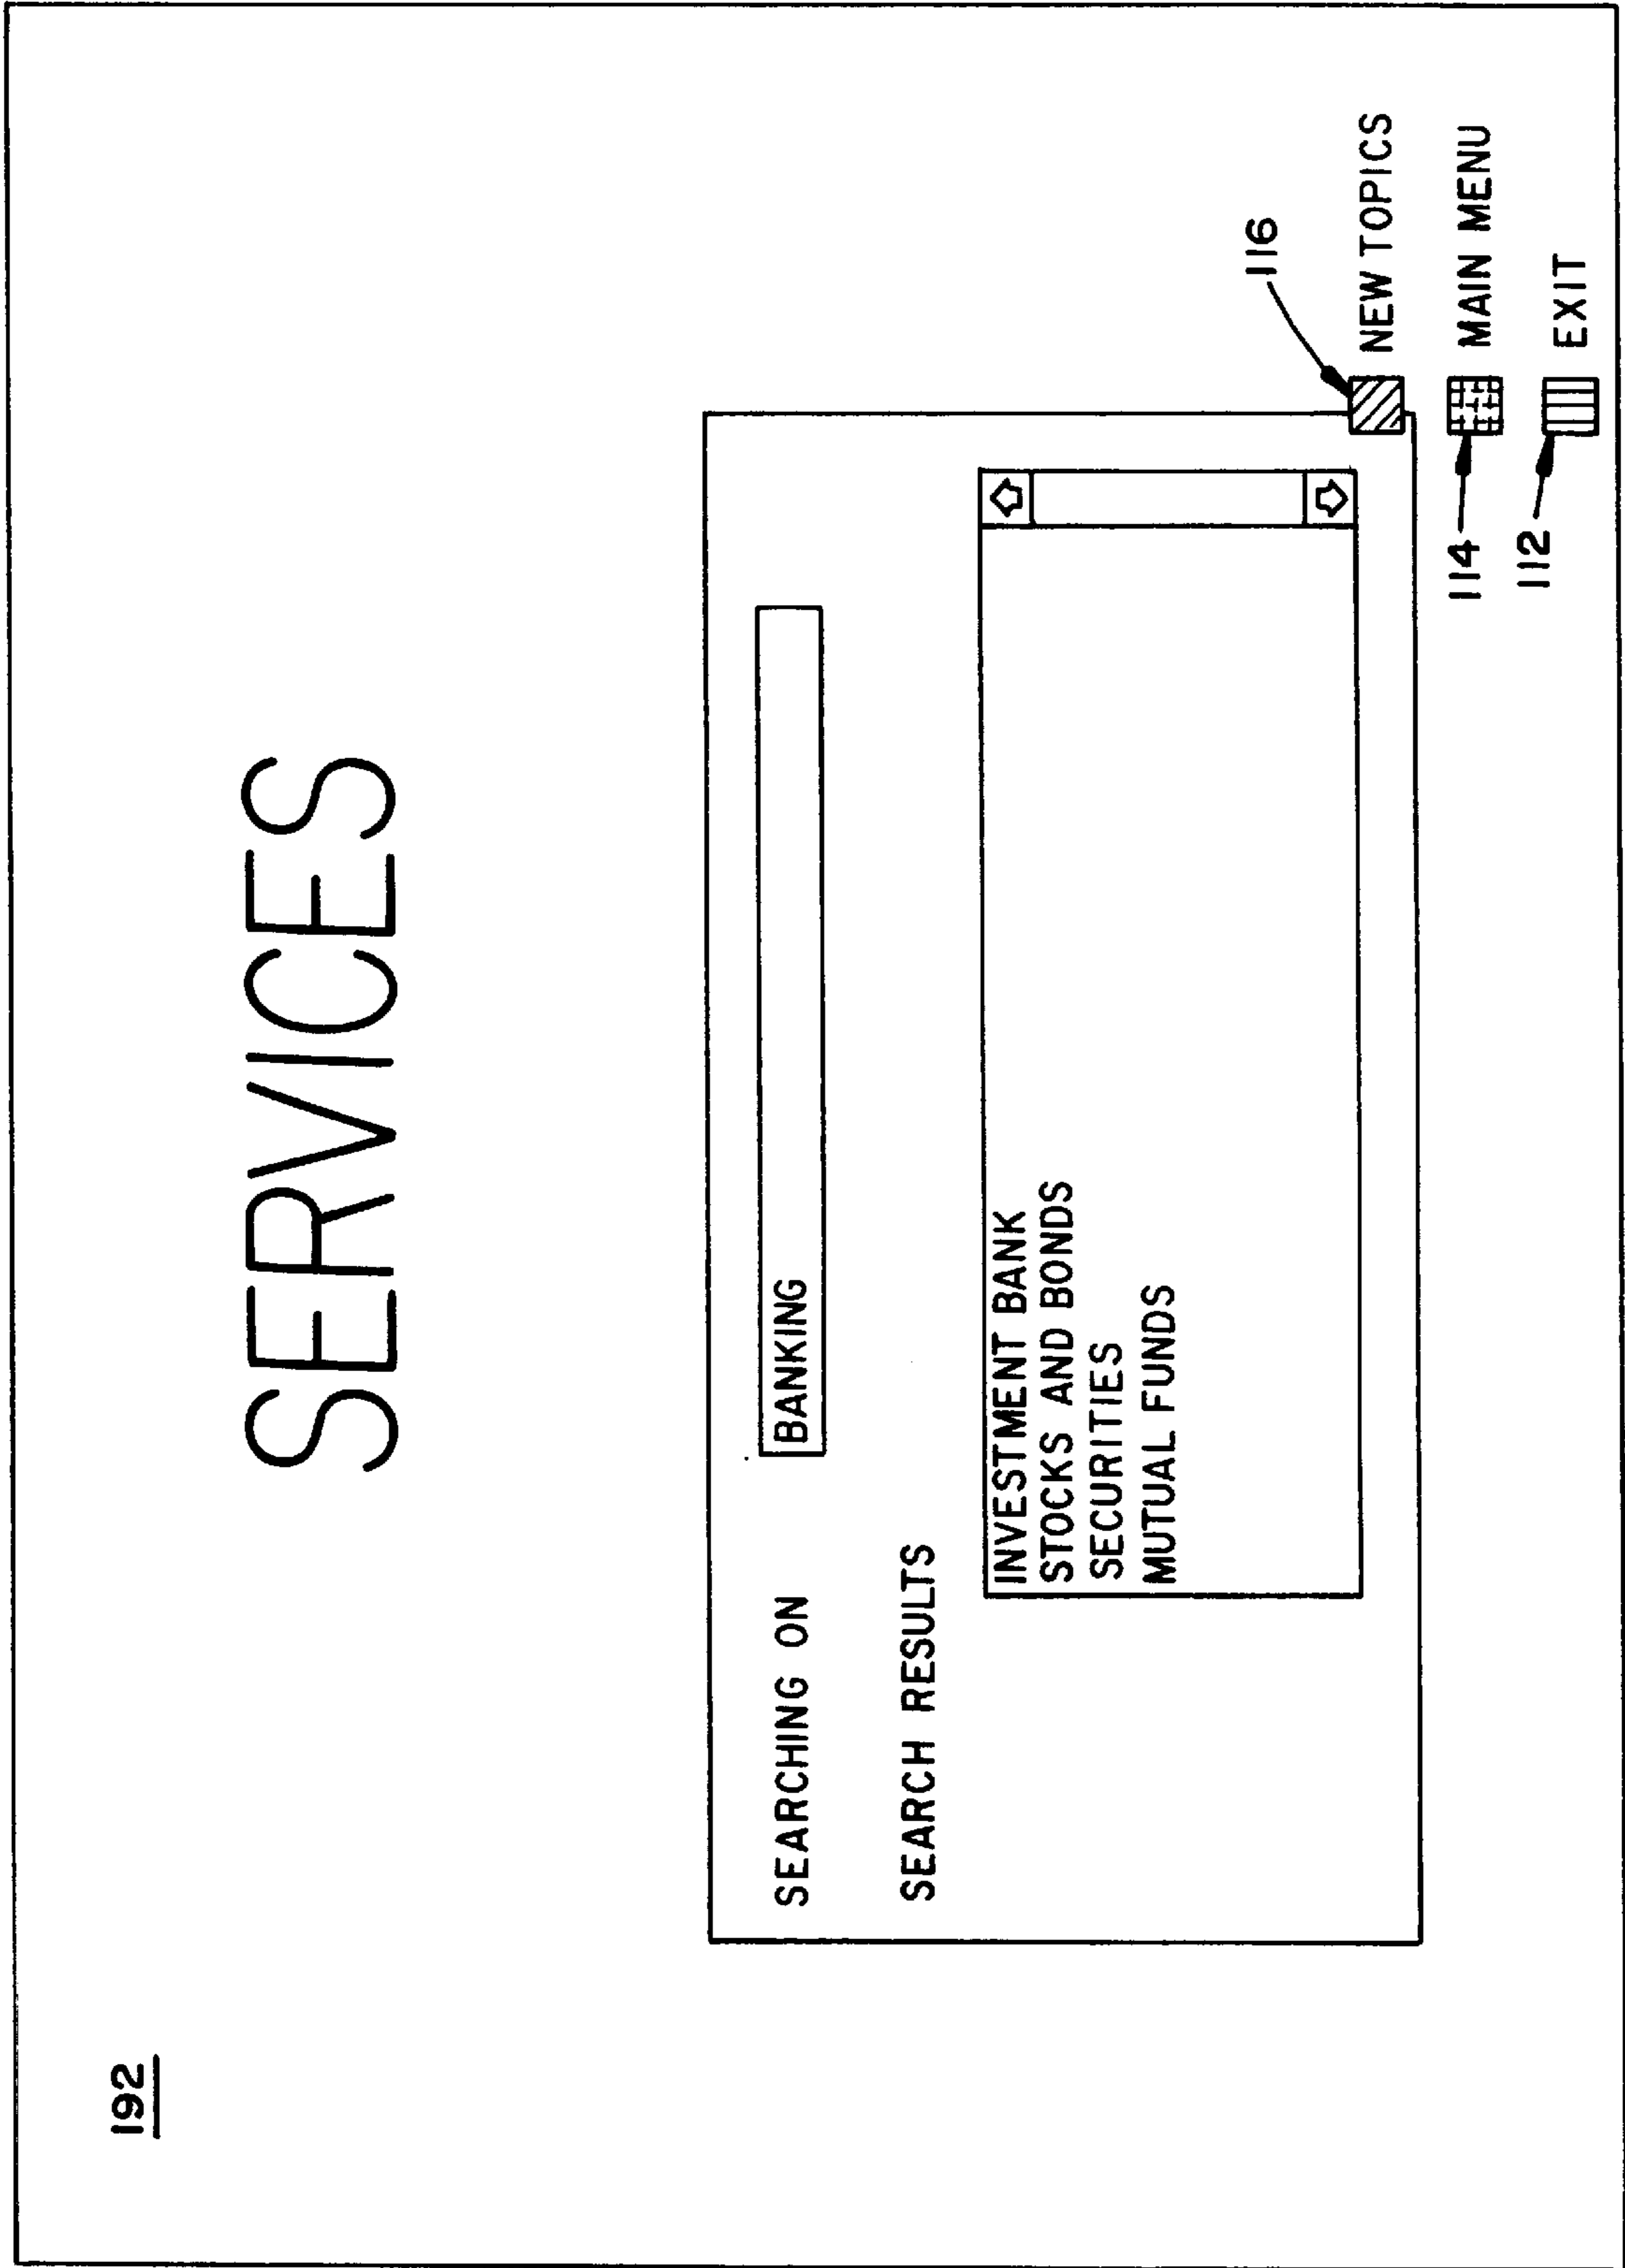 192
SERVICES
SEARCHING ON BANKING
SEARCH RESULTS
INVESTMENT BANK
STOCKS AND BONDS
SECURITIES
MUTUAL FUNDS
116
NEW TOPICS
114 MAIN MENU
112 EXIT